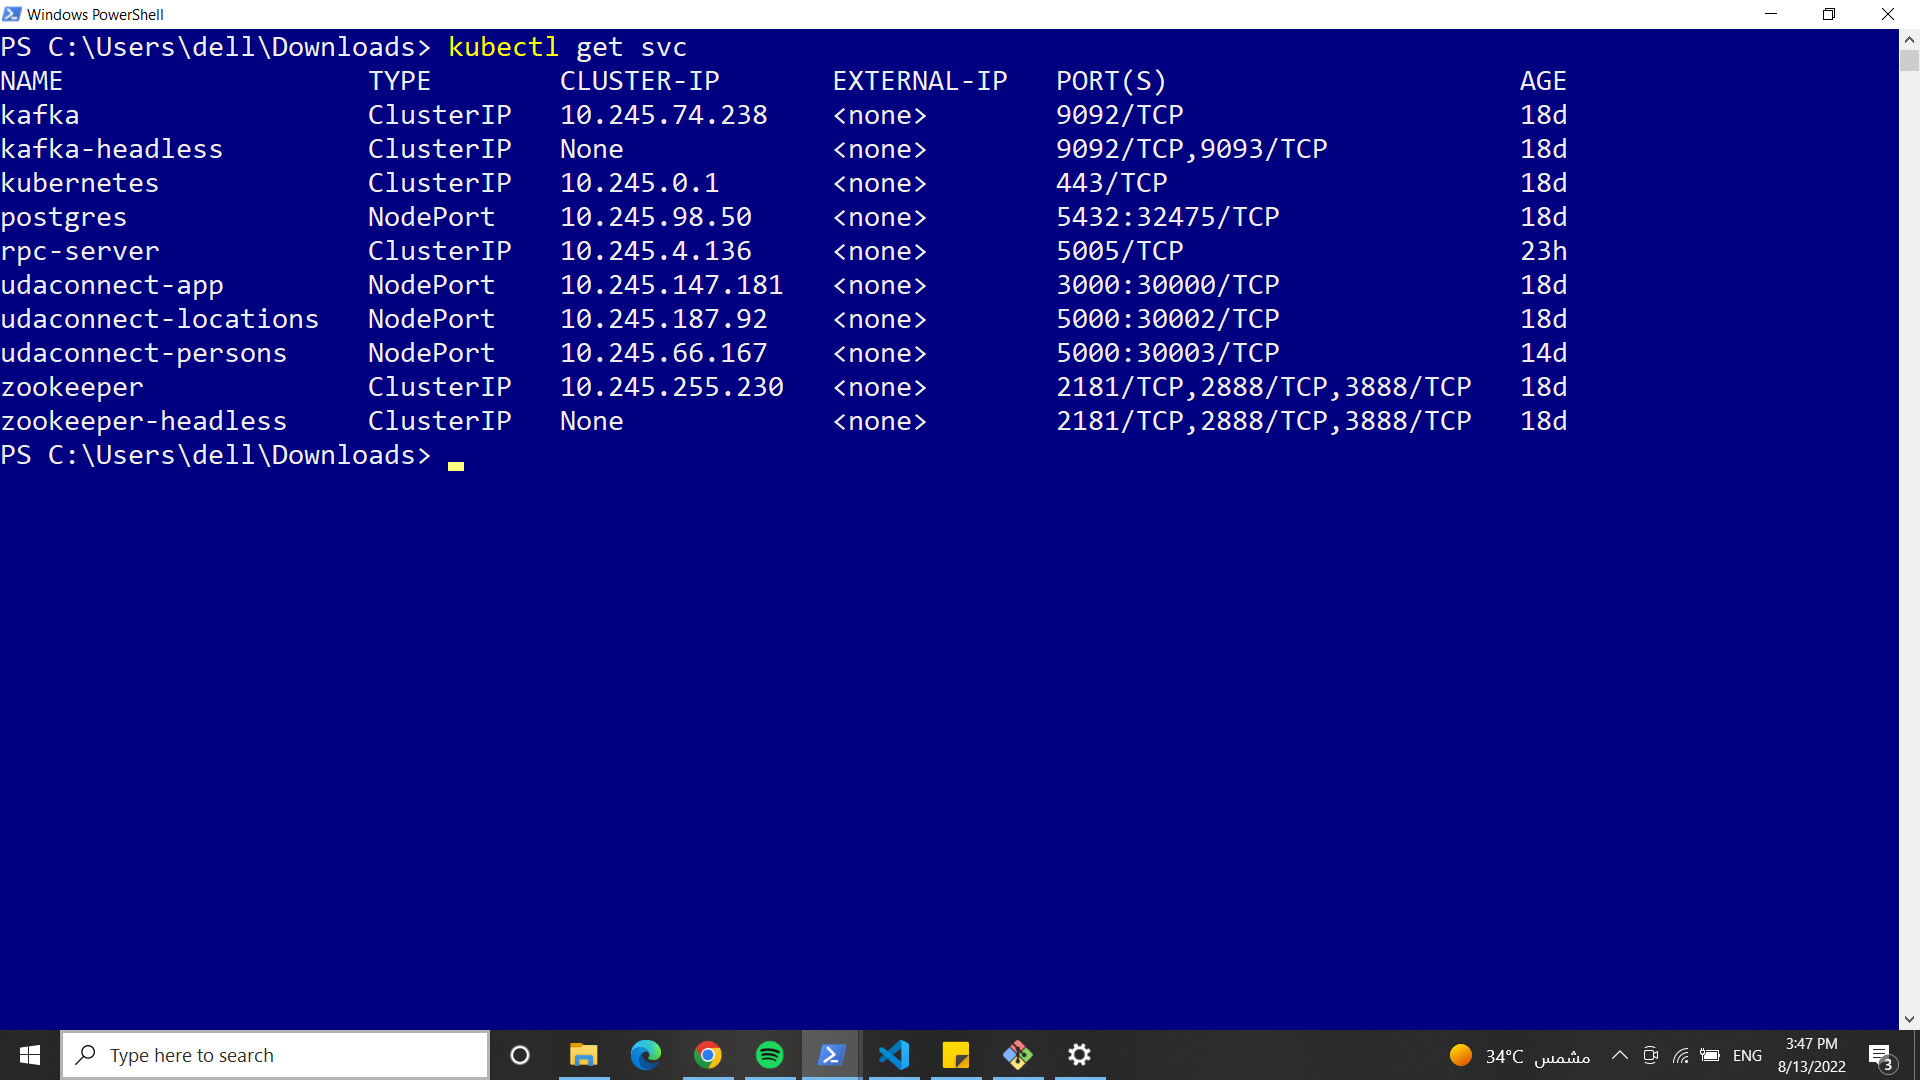 Windows PowerShell
PS C:\Users\dell\Downloads> kubectl get svc
NAME TYPE CLUSTER-IP EXTERNAL-IP PORT(S) AGE
kafka ClusterIP 10.245.74.238 <none> 9092/TCP 18d
kafka-headless ClusterIP None <none> 9092/TCP,9093/TCP 18d
kubernetes ClusterIP 10.245.0.1 <none> 443/TCP 18d
postgres NodePort 10.245.98.50 <none> 5432:32475/TCP 18d
rpc-server ClusterIP 10.245.4.136 <none> 5005/TCP 23h
udaconnect-app NodePort 10.245.147.181 <none> 3000:30000/TCP 18d
udaconnect-locations NodePort 10.245.187.92 <none> 5000:30002/TCP 18d
udaconnect-persons NodePort 10.245.66.167 <none> 5000:30003/TCP 14d
zookeeper ClusterIP 10.245.255.230 <none> 2181/TCP,2888/TCP,3888/TCP 18d
zookeeper-headless ClusterIP None <none> 2181/TCP,2888/TCP,3888/TCP 18d
PS C:\Users\dell\Downloads>
Type here to search
34°C مشمس
ENG
3:47 PM
8/13/2022
3